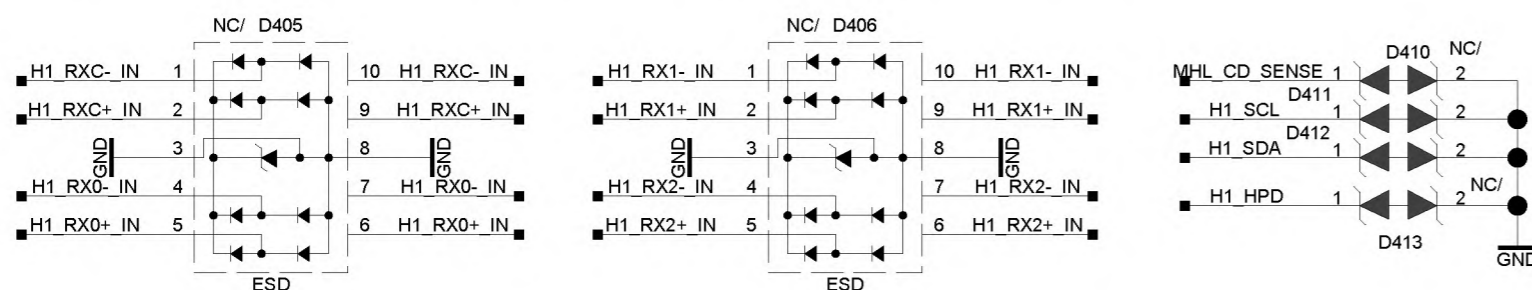 NC/ D405
H1_RXC-_IN 1 10 H1_RXC-_IN
H1_RXC+_IN 2 9 H1_RXC+_IN
GND 3 8 GND
H1_RX0-_IN 4 7 H1_RX0-_IN
H1_RX0+_IN 5 6 H1_RX0+_IN
ESD
NC/ D406
H1_RX1-_IN 1 10 H1_RX1-_IN
H1_RX1+_IN 2 9 H1_RX1+_IN
GND 3 8 GND
H1_RX2-_IN 4 7 H1_RX2-_IN
H1_RX2+_IN 5 6 H1_RX2+_IN
ESD
D410 NC/
MHL_CD_SENSE 1 2
D411
H1_SCL 1 2
D412
H1_SDA 1 2
NC/
H1_HPD 1 2
D413
GND